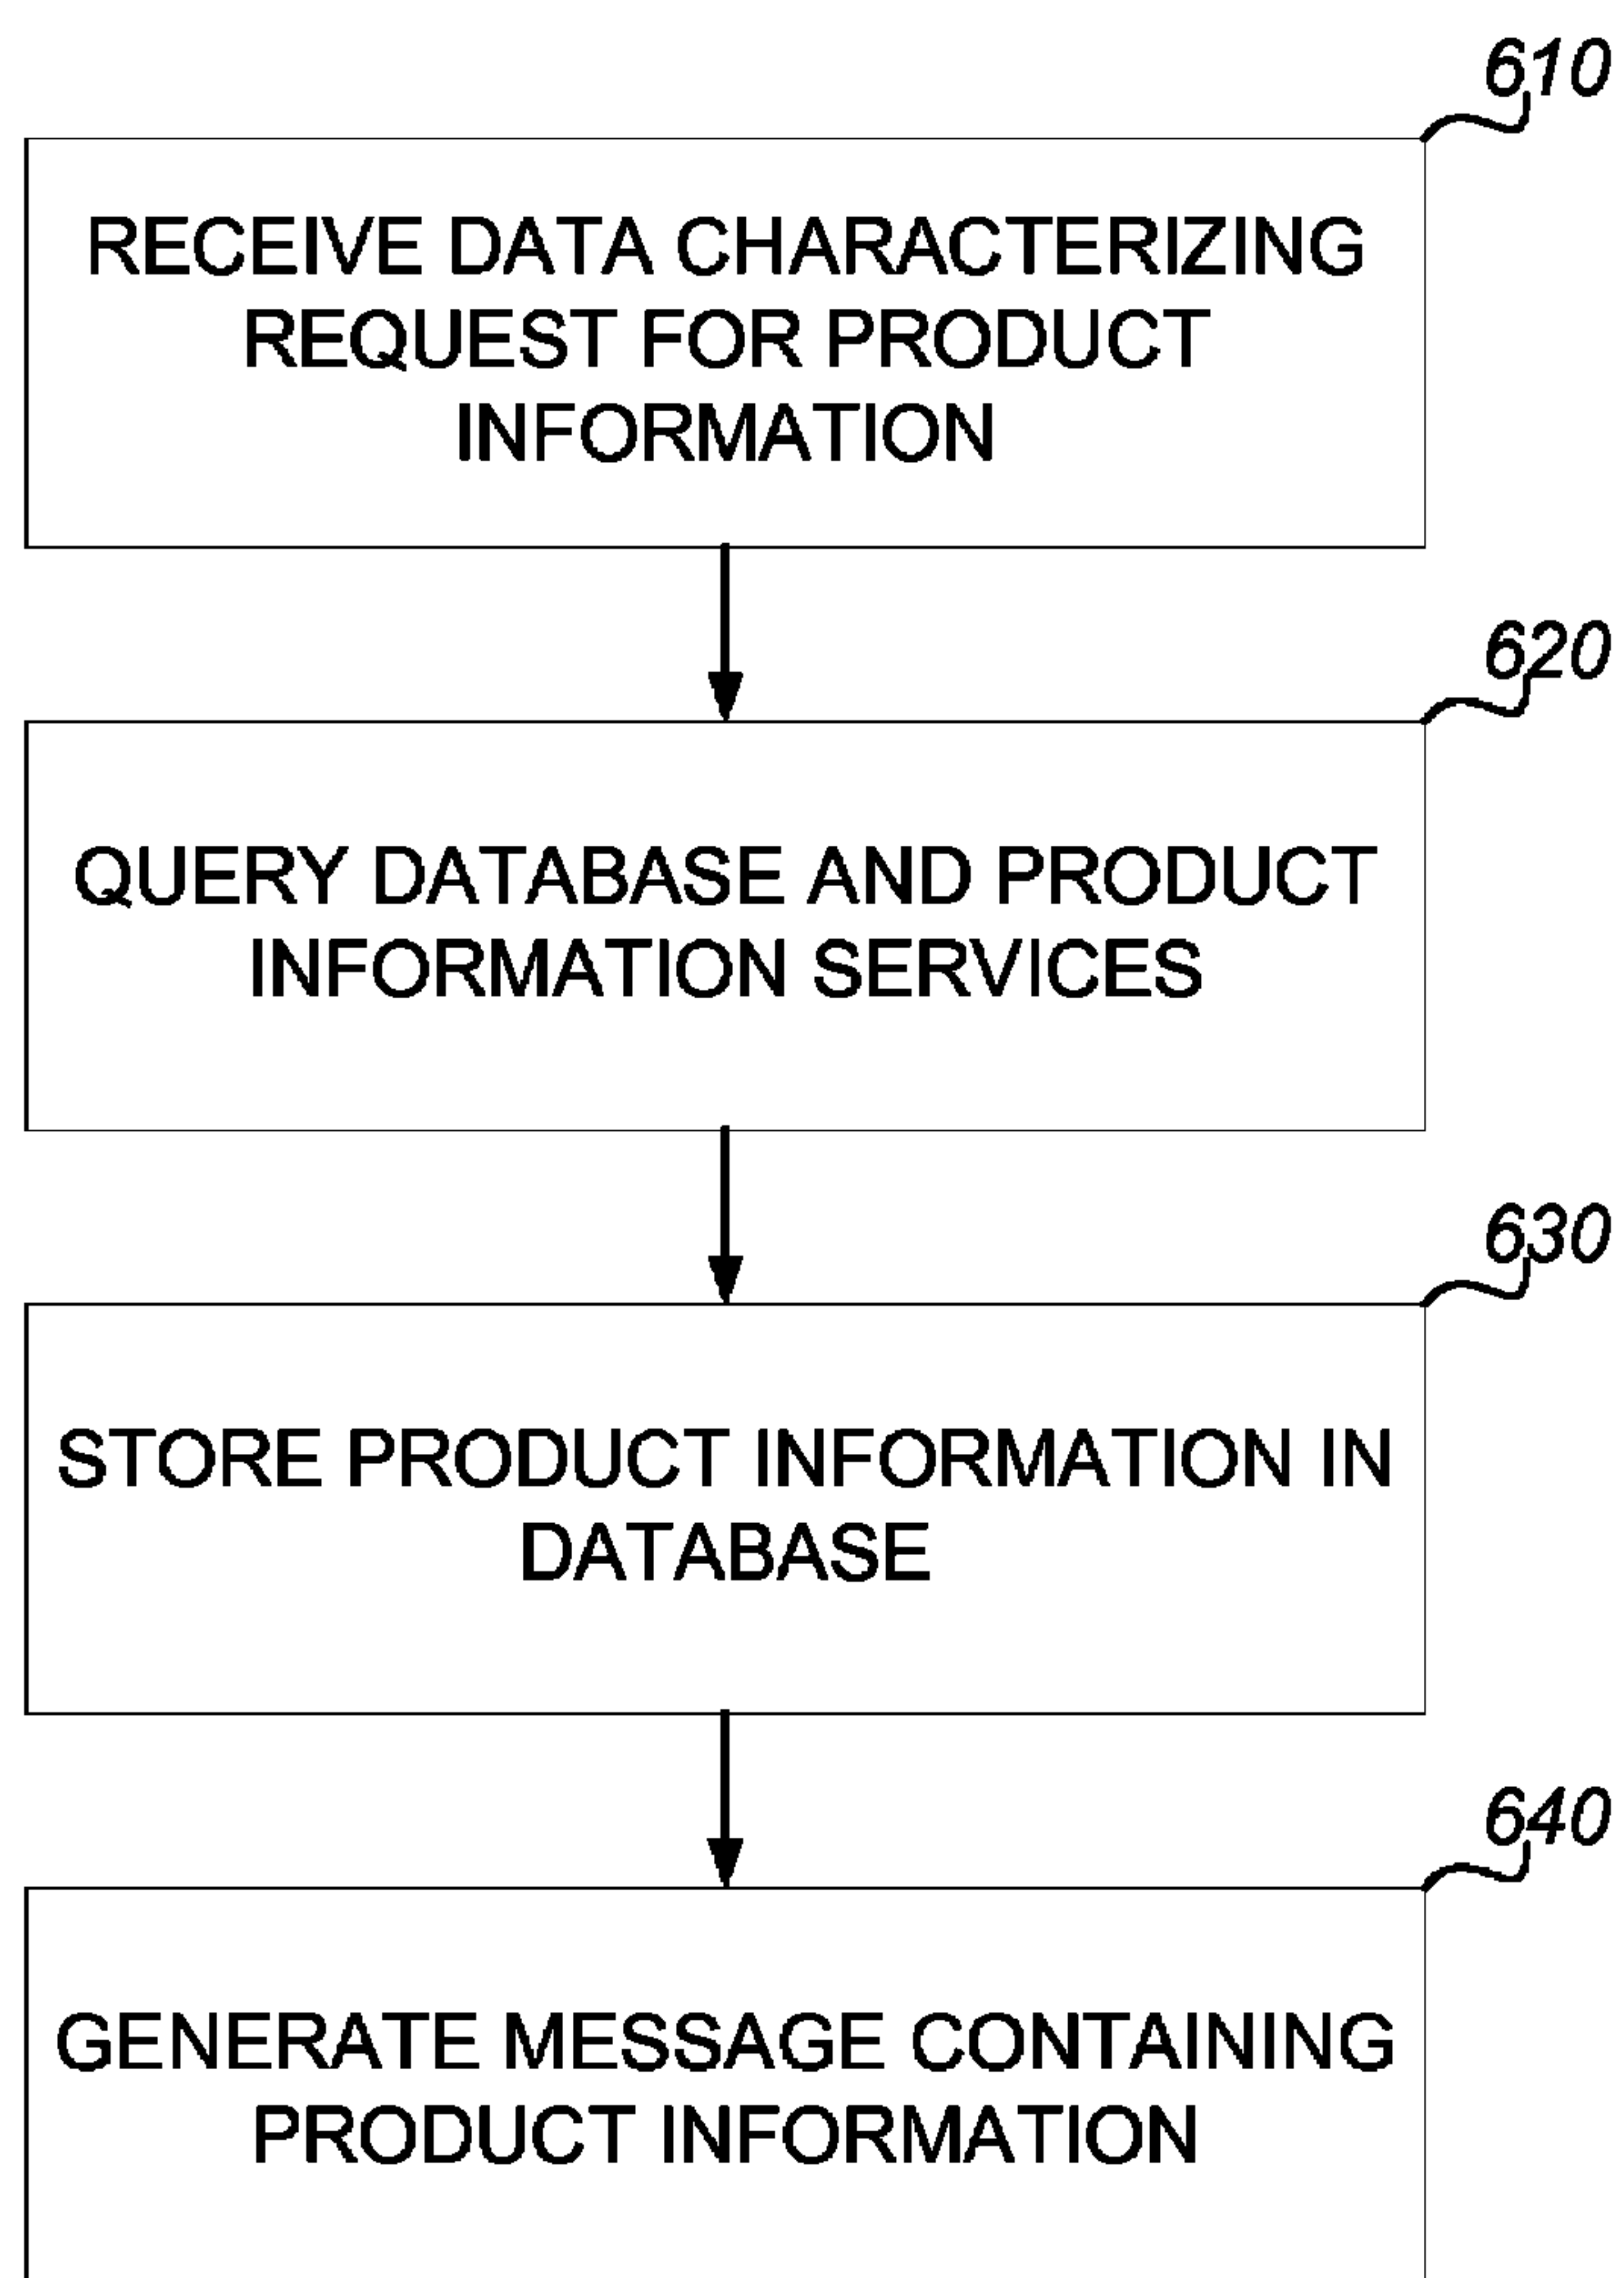 610
RECEIVE DATA CHARACTERIZING
REQUEST FOR PRODUCT
INFORMATION
620
QUERY DATABASE AND PRODUCT
INFORMATION SERVICES
630
STORE PRODUCT INFORMATION IN
DATABASE
640
GENERATE MESSAGE CONTAINING
PRODUCT INFORMATION